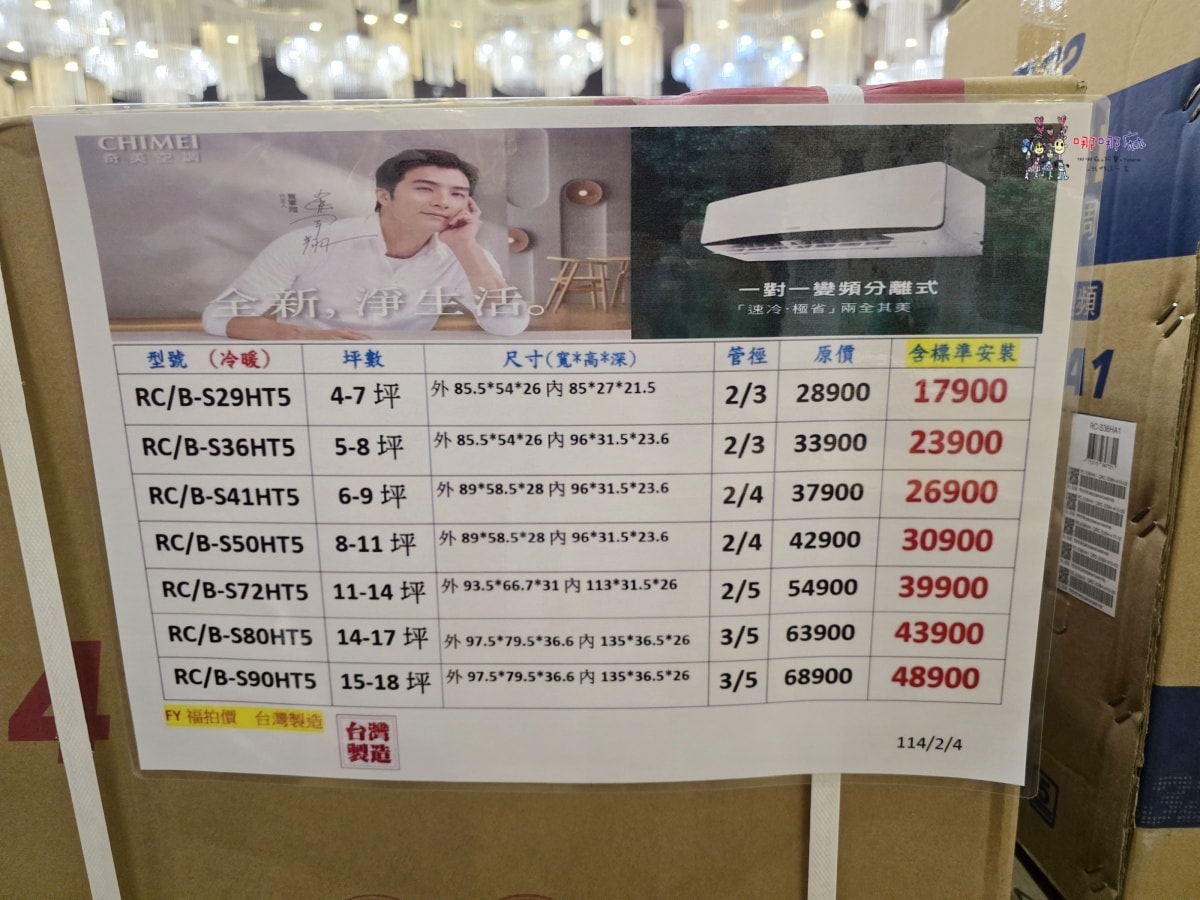 CHIMEI
奇美空調
全新,淨生活。
一對一變頻分離式
「速冷·極省」兩全其美
哪哪麻
型號 (冷暖) 坪數 尺寸(寬*高*深) 管徑 原價 含標準安裝
RC/B-S29HT5 4-7 坪 外 85.5*54*26 內 85*27*21.5 2/3 28900 17900
RC/B-S36HT5 5-8 坪 外 85.5*54*26 內 96*31.5*23.6 2/3 33900 23900
RC/B-S41HT5 6-9 坪 外 89*58.5*28 內 96*31.5*23.6 2/4 37900 26900
RC/B-S50HT5 8-11 坪 外 89*58.5*28 內 96*31.5*23.6 2/4 42900 30900
RC/B-S72HT5 11-14 坪 外 93.5*66.7*31 內 113*31.5*26 2/5 54900 39900
RC/B-S80HT5 14-17 坪 外 97.5*79.5*36.6 內 135*36.5*26 3/5 63900 43900
RC/B-S90HT5 15-18 坪 外 97.5*79.5*36.6 內 135*36.5*26 3/5 68900 48900
FY 福拍價 台灣製造
台灣
製造
114/2/4
頻
A1
RC-S36HA1
4